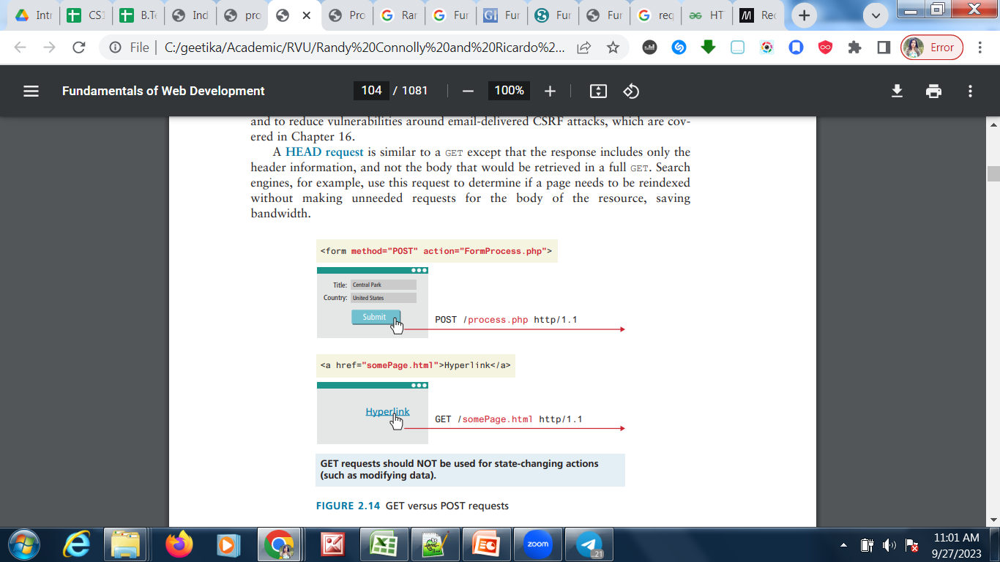 Intr
CS1
B.Te
Ind
pro
Pro
Ran
Fun
Fun
Fun
Fun
req
HT
Rec
File
C:/geetika/Academic/RVU/Randy%20Connolly%20and%20Ricardo%2...
Error
Fundamentals of Web Development
104 / 1081
100%
and to reduce vulnerabilities around email-delivered CSRF attacks, which are cov-
ered in Chapter 16.
A HEAD request is similar to a GET except that the response includes only the
header information, and not the body that would be retrieved in a full GET. Search
engines, for example, use this request to determine if a page needs to be reindexed
without making unneeded requests for the body of the resource, saving
bandwidth.
<form method="POST" action="FormProcess.php">
Title: Central Park
Country: United States
Submit
POST /process.php http/1.1
<a href="somePage.html">Hyperlink</a>
Hyperlink
GET /somePage.html http/1.1
GET requests should NOT be used for state-changing actions
(such as modifying data).
FIGURE 2.14 GET versus POST requests
zoom
..21
11:01 AM
9/27/2023